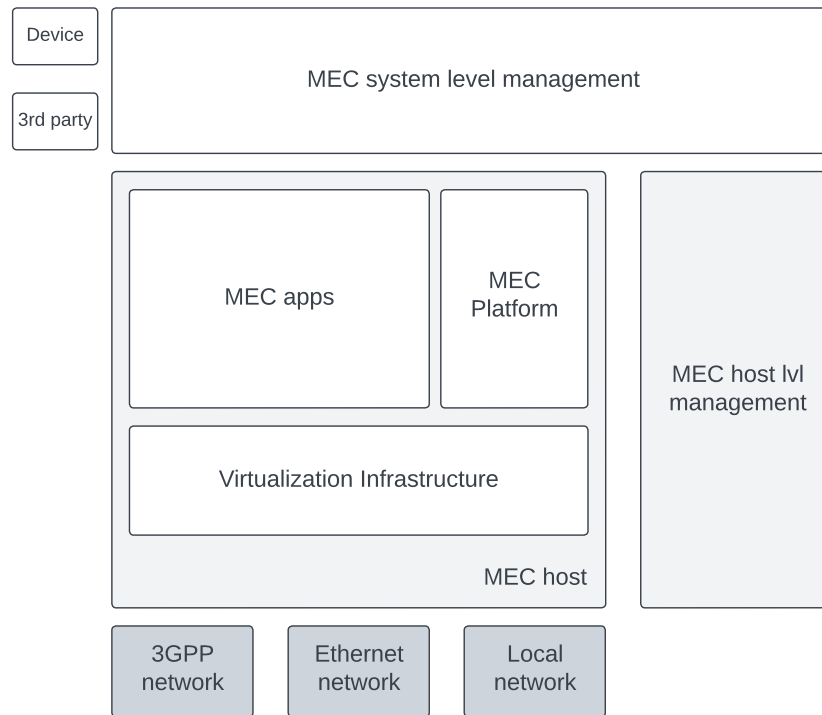 Device
MEC system level management
3rd party
MEC apps
MEC
Platform
MEC host lvl
management
Virtualization Infrastructure
MEC host
3GPP
network
Ethernet
network
Local
network